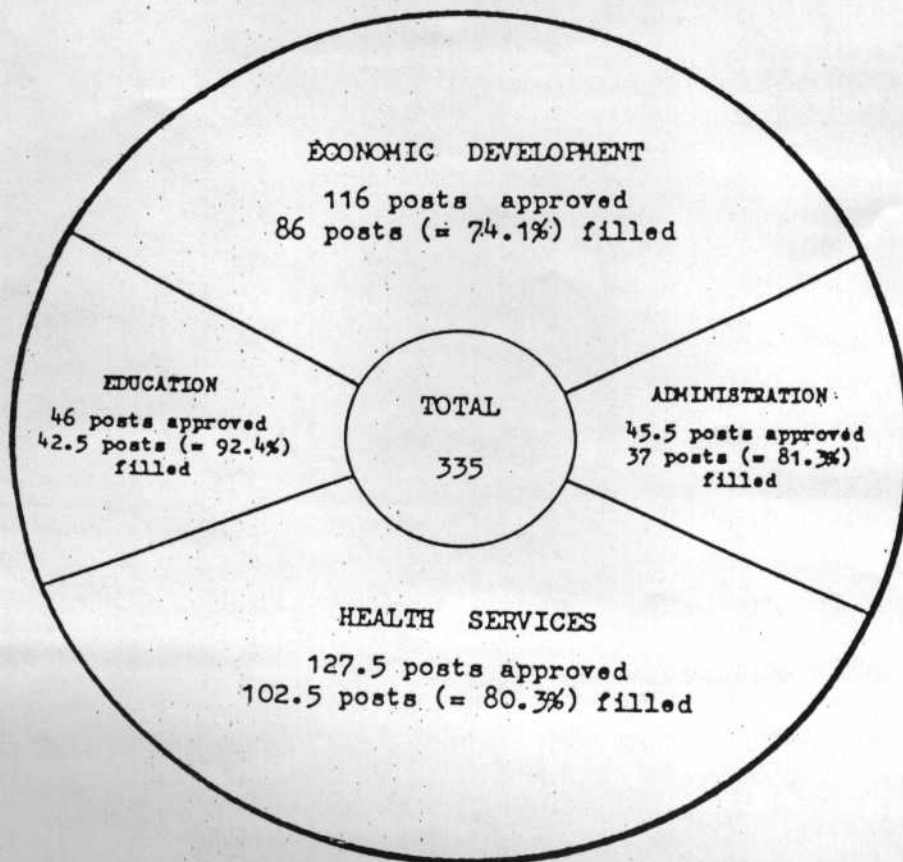 ECONOMIC DEVELOPMENT
116 posts approved
86 posts (= 74.1%) filled
EDUCATION
46 posts approved
42.5 posts (= 92.4%)
filled
TOTAL
335
ADMINISTRATION
45.5 posts approved
37 posts (= 81.3%)
filled
HEALTH SERVICES
127.5 posts approved
102.5 posts (= 80.3%) filled